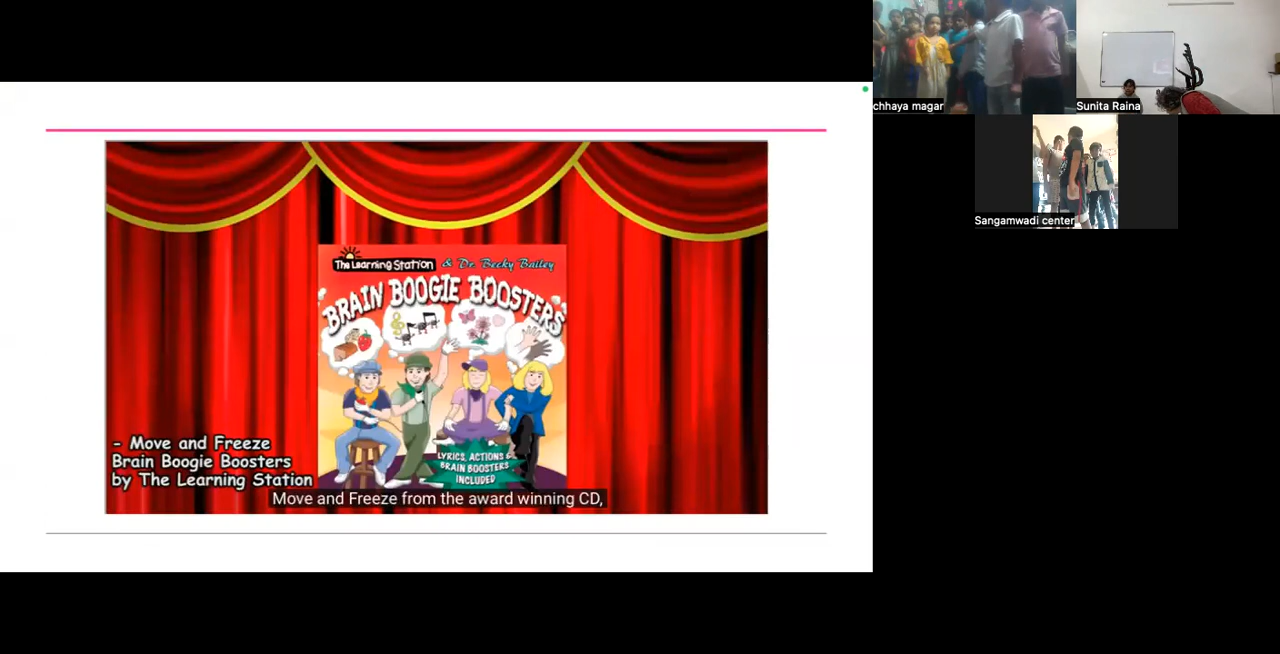 The Learning Station & Dr. Becky Bailey
BRAIN BOOGIE BOOSTERS
LYRICS, ACTIONS &
BRAIN BOOSTERS
INCLUDED
- Move and Freeze
Brain Boogie Boosters
by The Learning Station
Move and Freeze from the award winning CD,
chhaya magar
Sunita Raina
Sangamwadi center